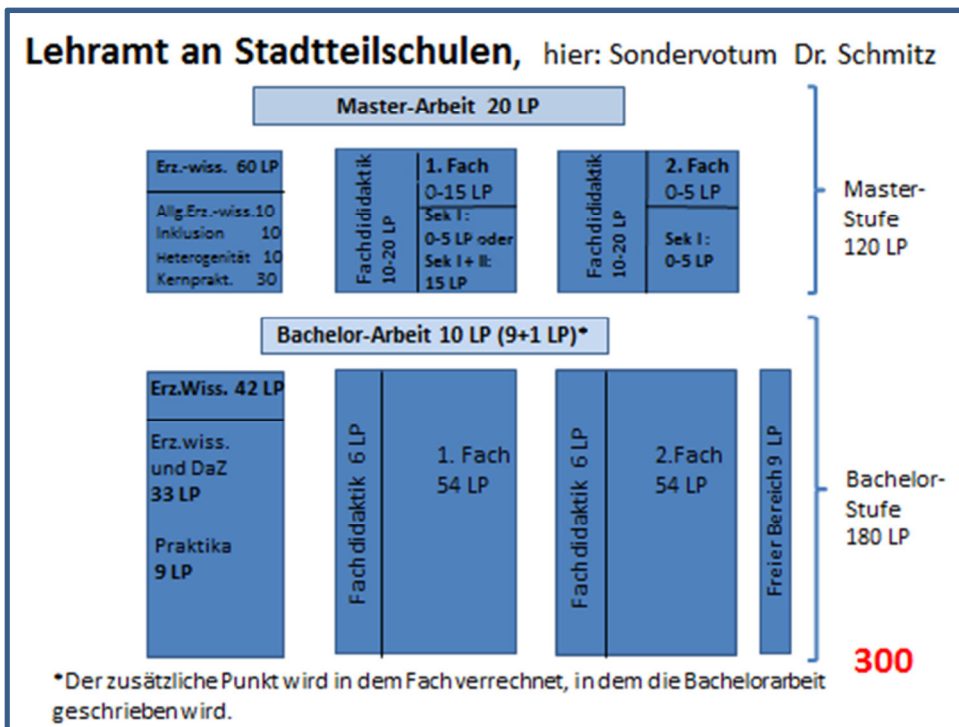 Lehramt an Stadtteilschulen, hier: Sondervotum Dr. Schmitz
Master-Arbeit 20 LP
Erz.-wiss. 60 LP
Allg.Erz.-wiss.10
Inklusion 10
Heterogenität 10
Kernprakt. 30
Fachdididaktik
10-20 LP
1. Fach
0-15 LP
Sek I :
0-5 LP oder
Sek I + II:
15 LP
Fachdididaktik
10-20 LP
2. Fach
0-5 LP
Sek I :
0-5 LP
Master-
Stufe
120 LP
Bachelor-Arbeit 10 LP (9+1 LP)*
Erz.Wiss. 42 LP
Erz.wiss.
und DaZ
33 LP
Praktika
9 LP
Fachdidaktik 6 LP
1. Fach
54 LP
Fachdidaktik 6 LP
2.Fach
54 LP
Freier Bereich 9 LP
Bachelor-
Stufe
180 LP
300
*Der zusätzliche Punkt wird in dem Fach verrechnet, in dem die Bachelorarbeit
geschrieben wird.